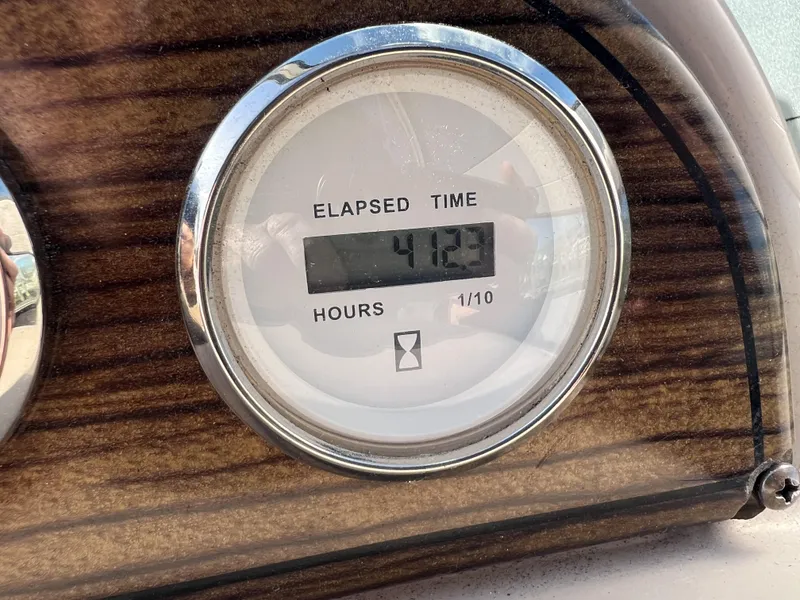 ELAPSED TIME
412.3
HOURS 1/10